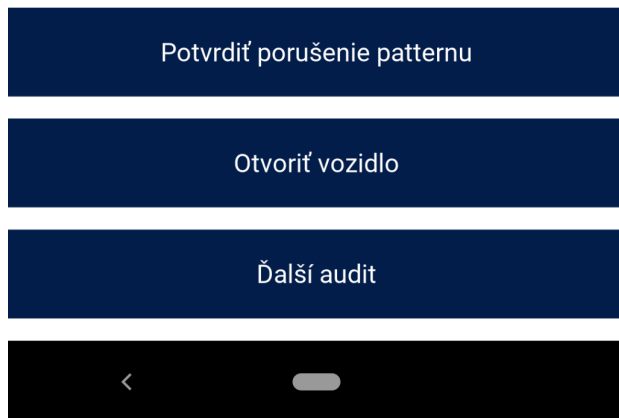 Potvrdiť porušenie patternu
Otvoriť vozidlo
Ďalší audit